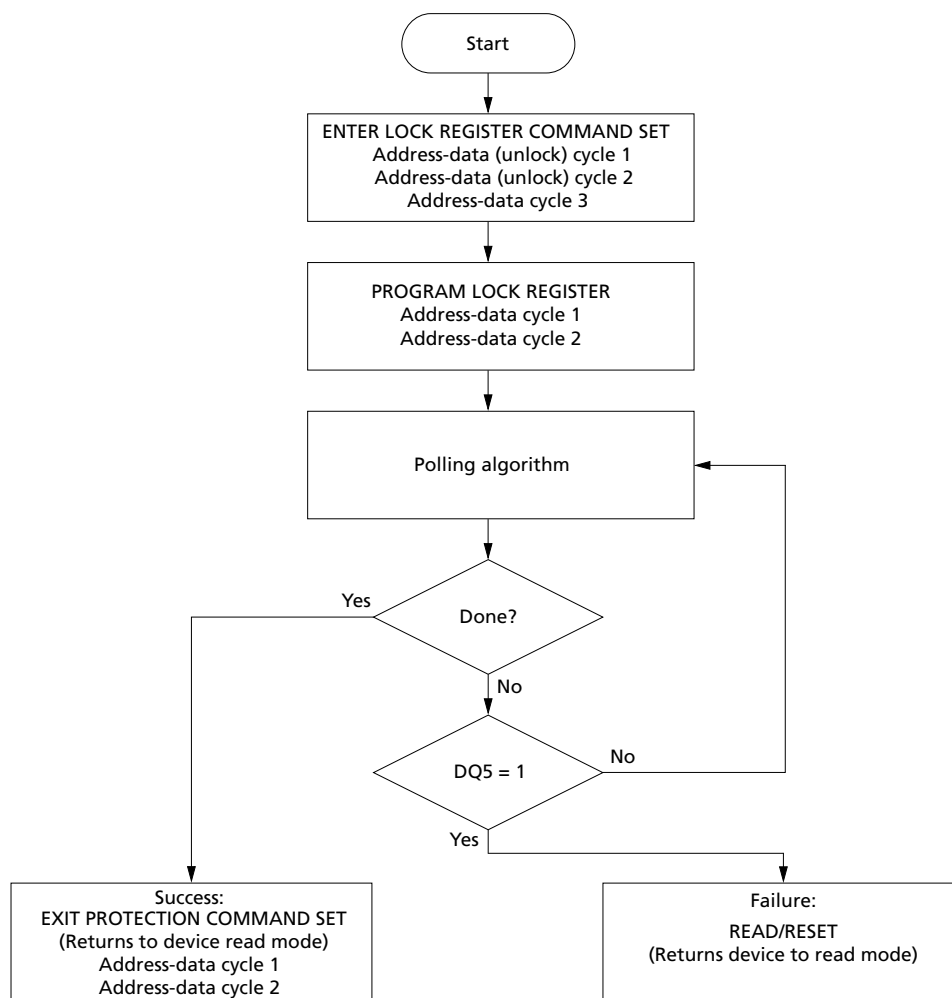 Start
ENTER LOCK REGISTER COMMAND SET
Address-data (unlock) cycle 1
Address-data (unlock) cycle 2
Address-data cycle 3
PROGRAM LOCK REGISTER
Address-data cycle 1
Address-data cycle 2
Polling algorithm
Yes
Done?
No
DQ5 = 1
No
Yes
Success:
EXIT PROTECTION COMMAND SET
(Returns to device read mode)
Address-data cycle 1
Address-data cycle 2
Failure:
READ/RESET
(Returns device to read mode)